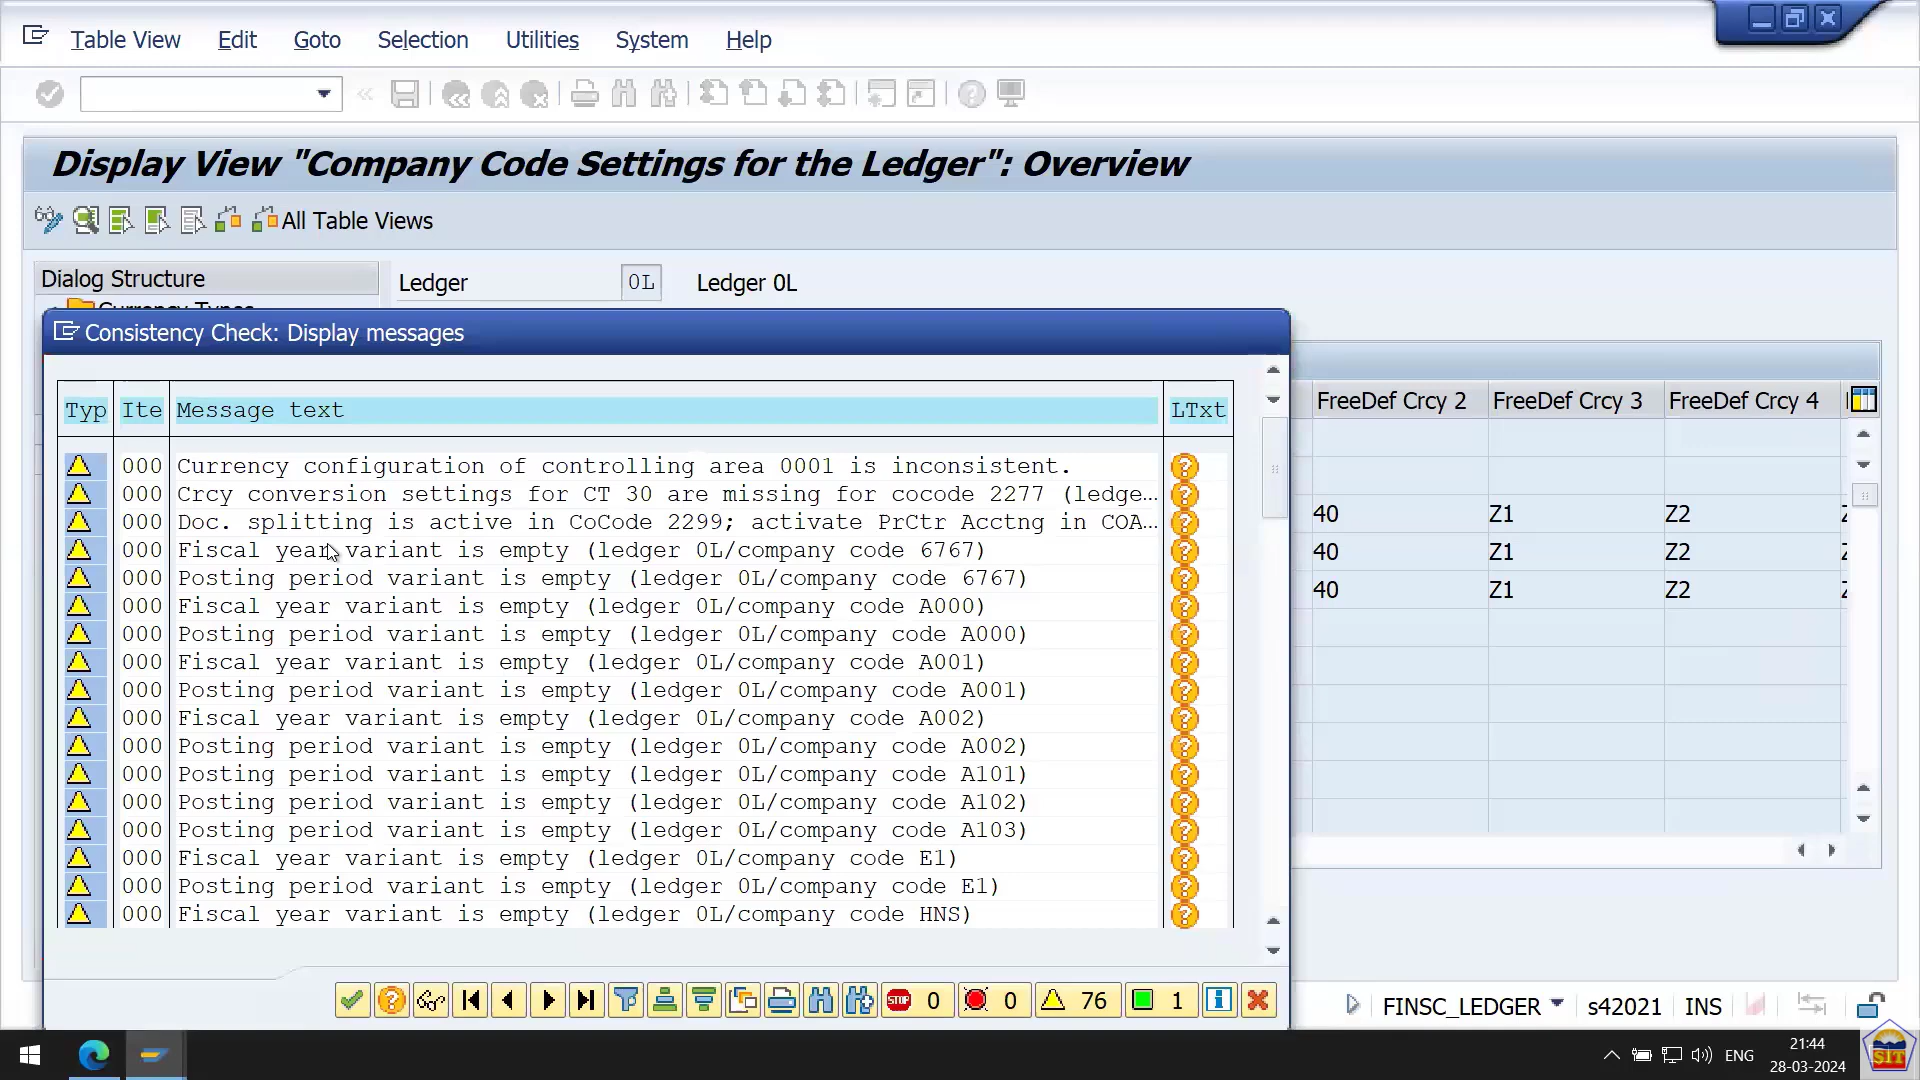 Table View Edit Goto Selection Utilities System Help
Display View "Company Code Settings for the Ledger": Overview
All Table Views
Dialog Structure
Ledger 0L Ledger 0L
Currency Types
Consistency Check: Display messages
FreeDef Crcy 2 FreeDef Crcy 3 FreeDef Crcy 4
Typ Ite Message text LTxt
000 Currency configuration of controlling area 0001 is inconsistent.
000 Crcy conversion settings for CT 30 are missing for cocode 2277 (ledge...
000 Doc. splitting is active in CoCode 2299; activate PrCtr Acctng in COA...
000 Fiscal year variant is empty (ledger 0L/company code 6767)
000 Posting period variant is empty (ledger 0L/company code 6767)
000 Fiscal year variant is empty (ledger 0L/company code A000)
000 Posting period variant is empty (ledger 0L/company code A000)
000 Fiscal year variant is empty (ledger 0L/company code A001)
000 Posting period variant is empty (ledger 0L/company code A001)
000 Fiscal year variant is empty (ledger 0L/company code A002)
000 Posting period variant is empty (ledger 0L/company code A002)
000 Posting period variant is empty (ledger 0L/company code A101)
000 Posting period variant is empty (ledger 0L/company code A102)
000 Posting period variant is empty (ledger 0L/company code A103)
000 Fiscal year variant is empty (ledger 0L/company code E1)
000 Posting period variant is empty (ledger 0L/company code E1)
000 Fiscal year variant is empty (ledger 0L/company code HNS)
40 Z1 Z2
40 Z1 Z2
40 Z1 Z2
STOP 0 0 76 1
FINSC_LEDGER s42021 INS
ENG
21:44
28-03-2024
SIT